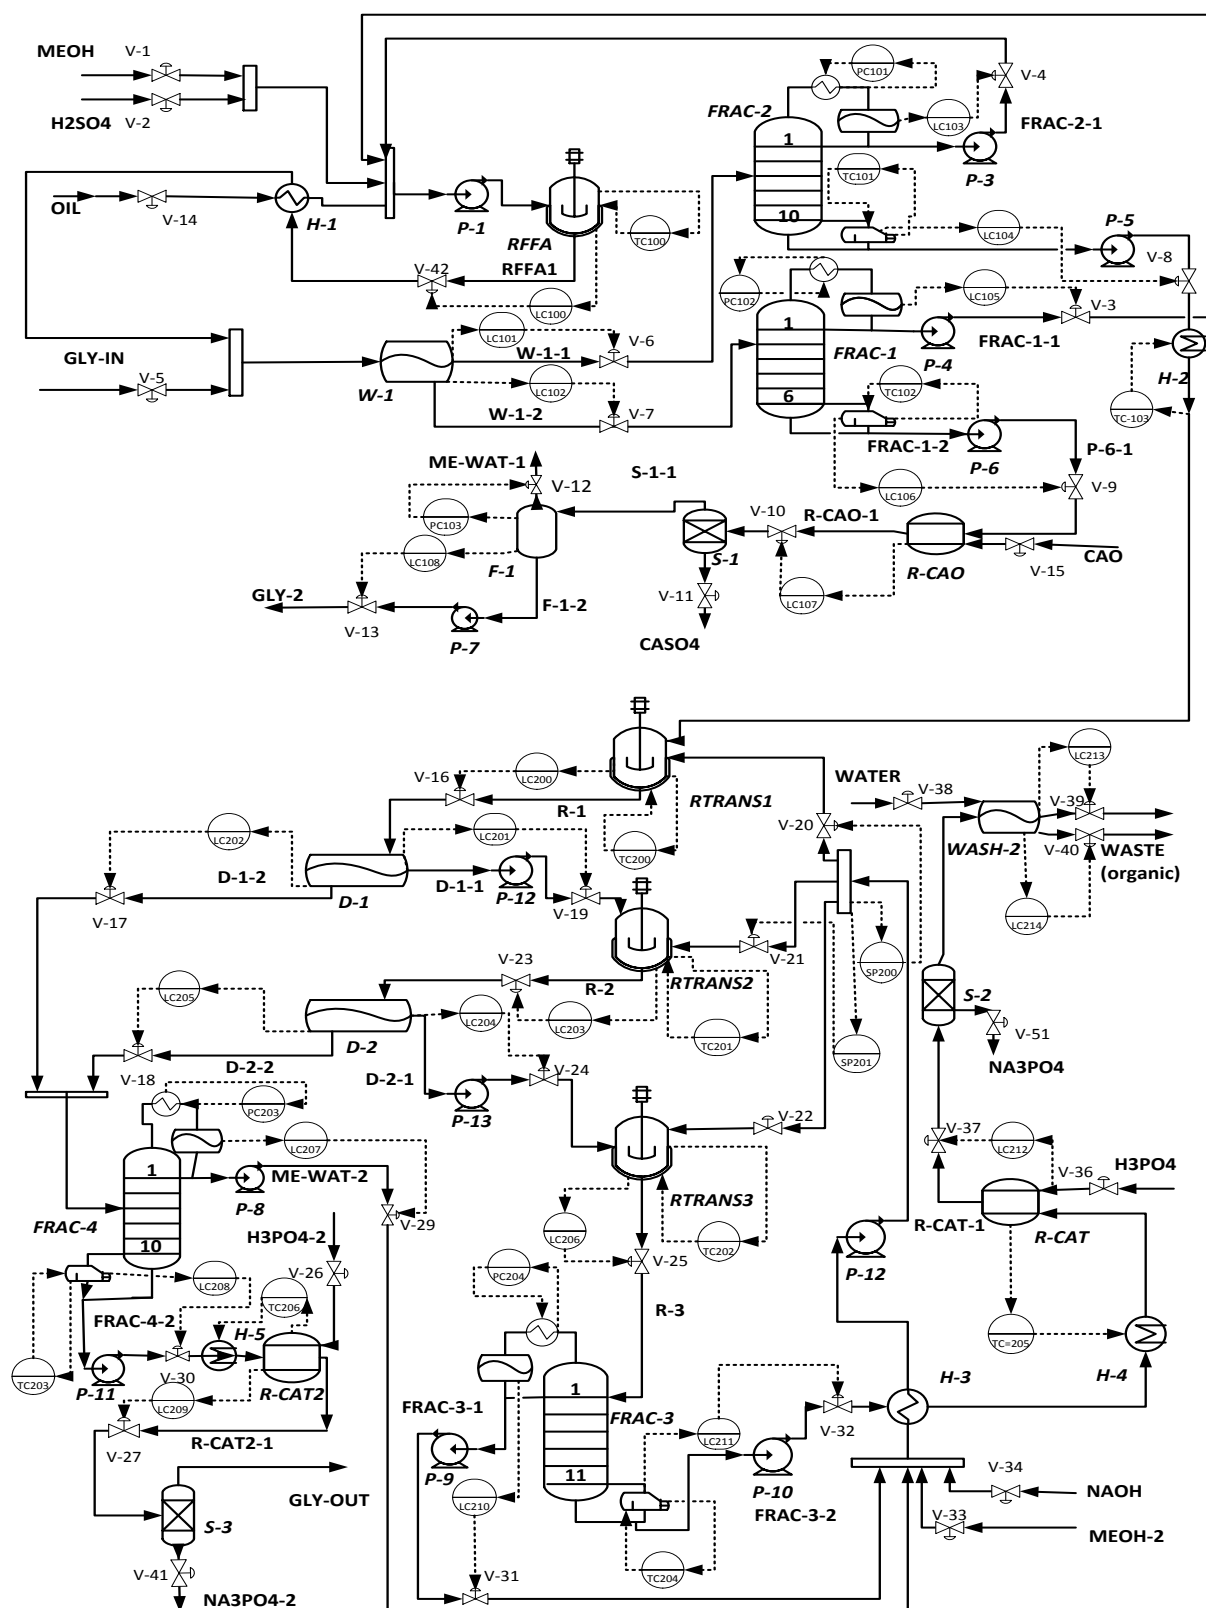 MEOH
V-1
H2SO4
V-2
OIL
V-14
H-1
P-1
RFFA
RFFA1
TC100
V-42
LC100
GLY-IN
V-5
W-1
LC101
W-1-1
V-6
LC102
W-1-2
V-7
FRAC-2
PC101
LC103
V-4
FRAC-2-1
1
P-3
TC101
10
LC104
P-5
V-8
PC102
LC105
V-3
1
FRAC-1
P-4
FRAC-1-1
H-2
6
TC102
TC-103
FRAC-1-2
P-6
P-6-1
LC106
V-9
ME-WAT-1
V-12
S-1-1
PC103
V-10
R-CAO-1
LC108
F-1
S-1
R-CAO
V-15
CAO
GLY-2
V-13
F-1-2
P-7
V-11
LC107
CASO4
V-16
LC200
RTRANS1
R-1
TC200
WATER
V-38
LC213
V-39
V-20
WASH-2
V-40
WASTE
(organic)
LC202
LC201
D-1-2
D-1-1
P-12
V-17
D-1
V-19
LC214
V-21
SP200
V-23
R-2
RTRANS2
S-2
V-51
LC205
LC204
LC203
TC201
SP201
NA3PO4
D-2
V-24
V-18
D-2-2
D-2-1
P-13
V-22
PC203
LC207
V-37
LC212
V-36
H3PO4
1
ME-WAT-2
P-8
RTRANS3
FRAC-4
V-29
LC206
TC202
R-CAT-1
R-CAT
10
H3PO4-2
V-25
P-12
PC204
LC208
V-26
FRAC-4-2
TC206
H-5
R-3
TC=205
TC203
P-11
V-30
R-CAT2
H-4
LC209
FRAC-3-1
1
FRAC-3
H-3
V-27
R-CAT2-1
LC211
V-32
P-9
11
P-10
FRAC-3-2
V-34
NAOH
GLY-OUT
LC210
V-33
MEOH-2
S-3
V-41
TC204
V-31
NA3PO4-2